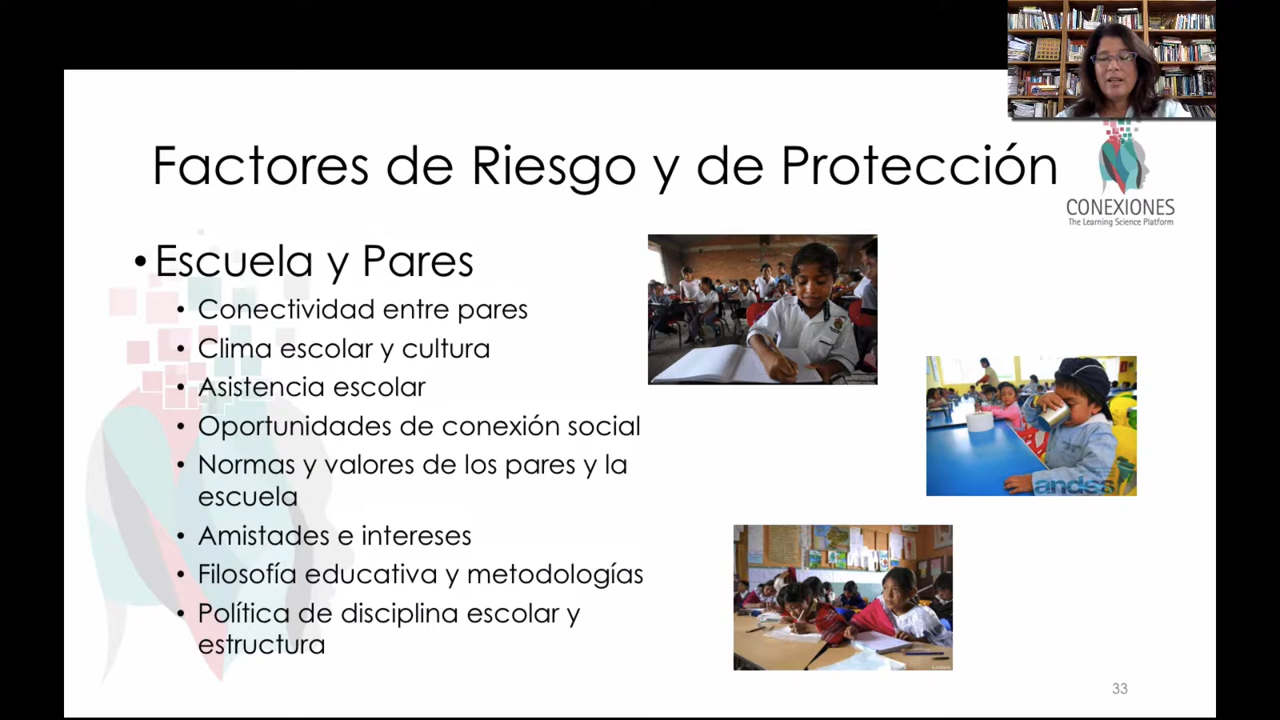 Factores de Riesgo y de Protección
CONEXIONES
The Learning Science Platform
• Escuela y Pares
• Conectividad entre pares
• Clima escolar y cultura
• Asistencia escolar
• Oportunidades de conexión social
• Normas y valores de los pares y la
escuela
• Amistades e intereses
• Filosofía educativa y metodologías
• Política de disciplina escolar y
estructura
andes
33